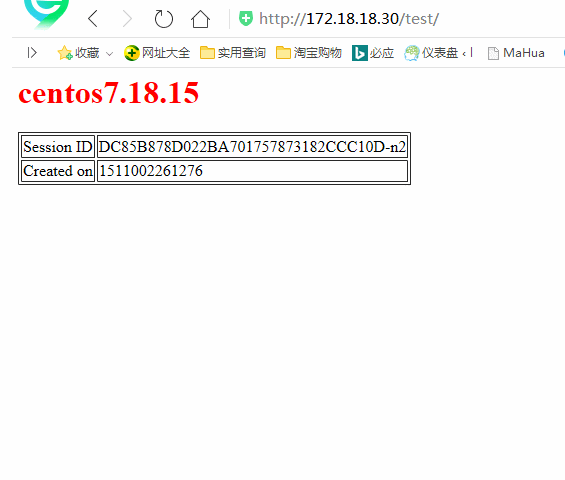 http://172.18.18.30/test/
收藏 网址大全 实用查询 淘宝购物 必应 仪表盘 ‹ MaHua
centos7.18.15
Session ID DC85B878D022BA701757873182CCC10D-n2
Created on 1511002261276